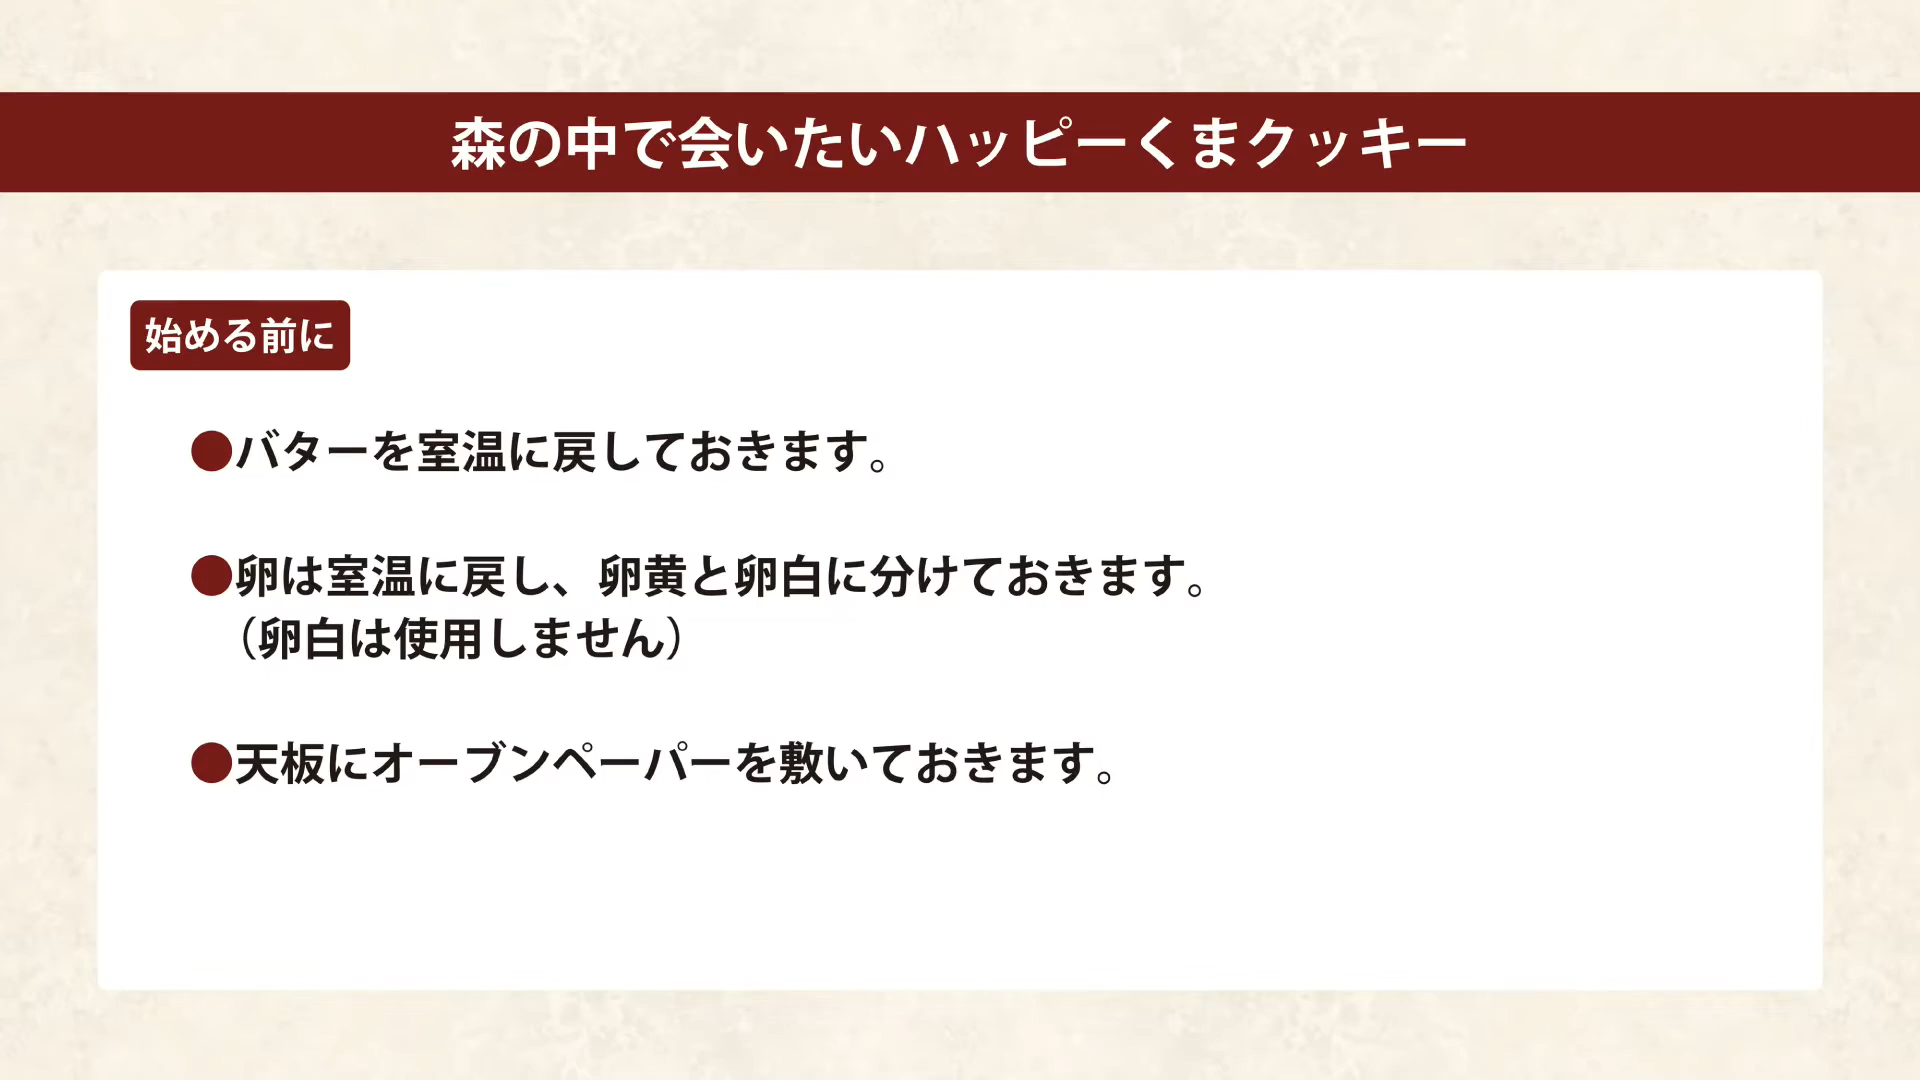 森の中で会いたいハッピーくまクッキー
始める前に
●バターを室温に戻しておきます。
●卵は室温に戻し、卵黄と卵白に分けておきます。
（卵白は使用しません）
●天板にオーブンペーパーを敷いておきます。